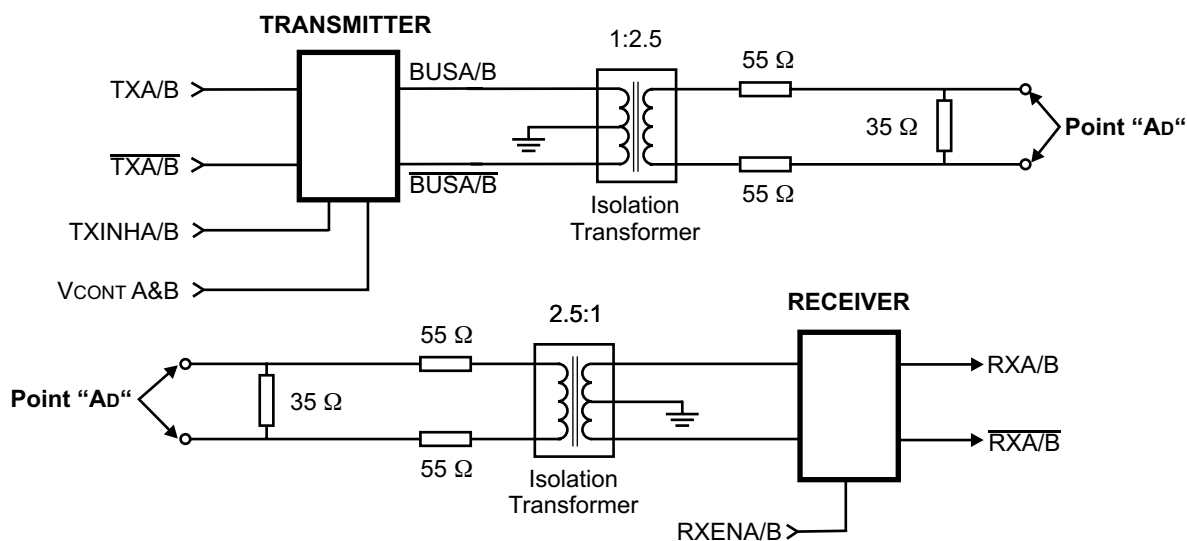 TRANSMITTER
1:2.5
55 Ω
TXA/B
BUSA/B
35 Ω
Point “AD“
TXA/B
BUSA/B
55 Ω
Isolation
Transformer
TXINHA/B
VCONT A&B
RECEIVER
2.5:1
55 Ω
RXA/B
Point “AD“
35 Ω
RXA/B
55 Ω
Isolation
Transformer
RXENA/B